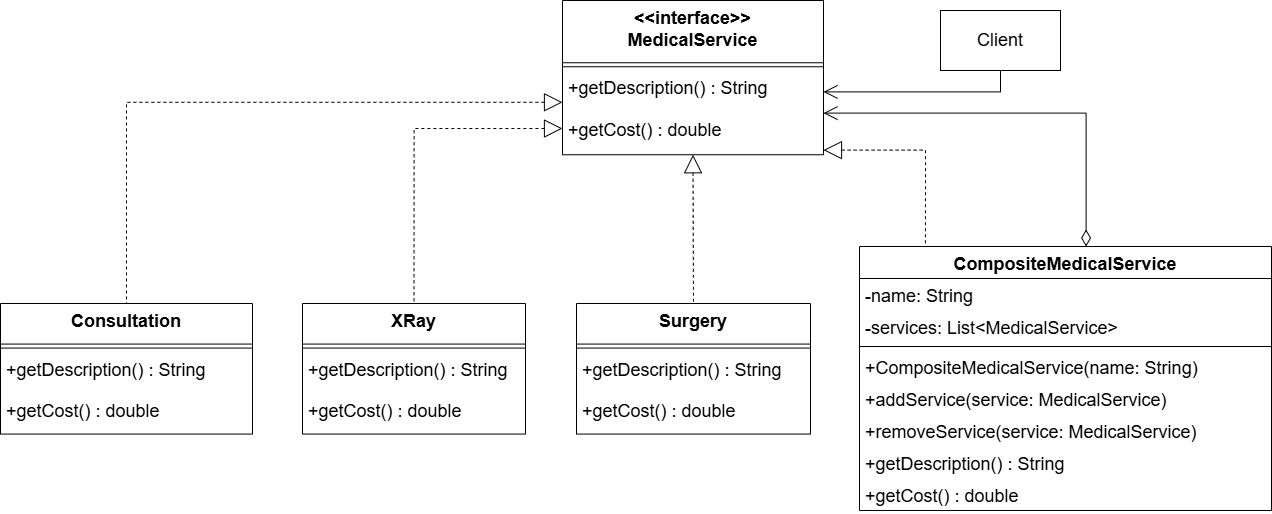 <<interface>>
MedicalService
+getDescription() : String
+getCost() : double
Client
Consultation
+getDescription() : String
+getCost() : double
XRay
+getDescription() : String
+getCost() : double
Surgery
+getDescription() : String
+getCost() : double
CompositeMedicalService
-name: String
-services: List<MedicalService>
+CompositeMedicalService(name: String)
+addService(service: MedicalService)
+removeService(service: MedicalService)
+getDescription() : String
+getCost() : double